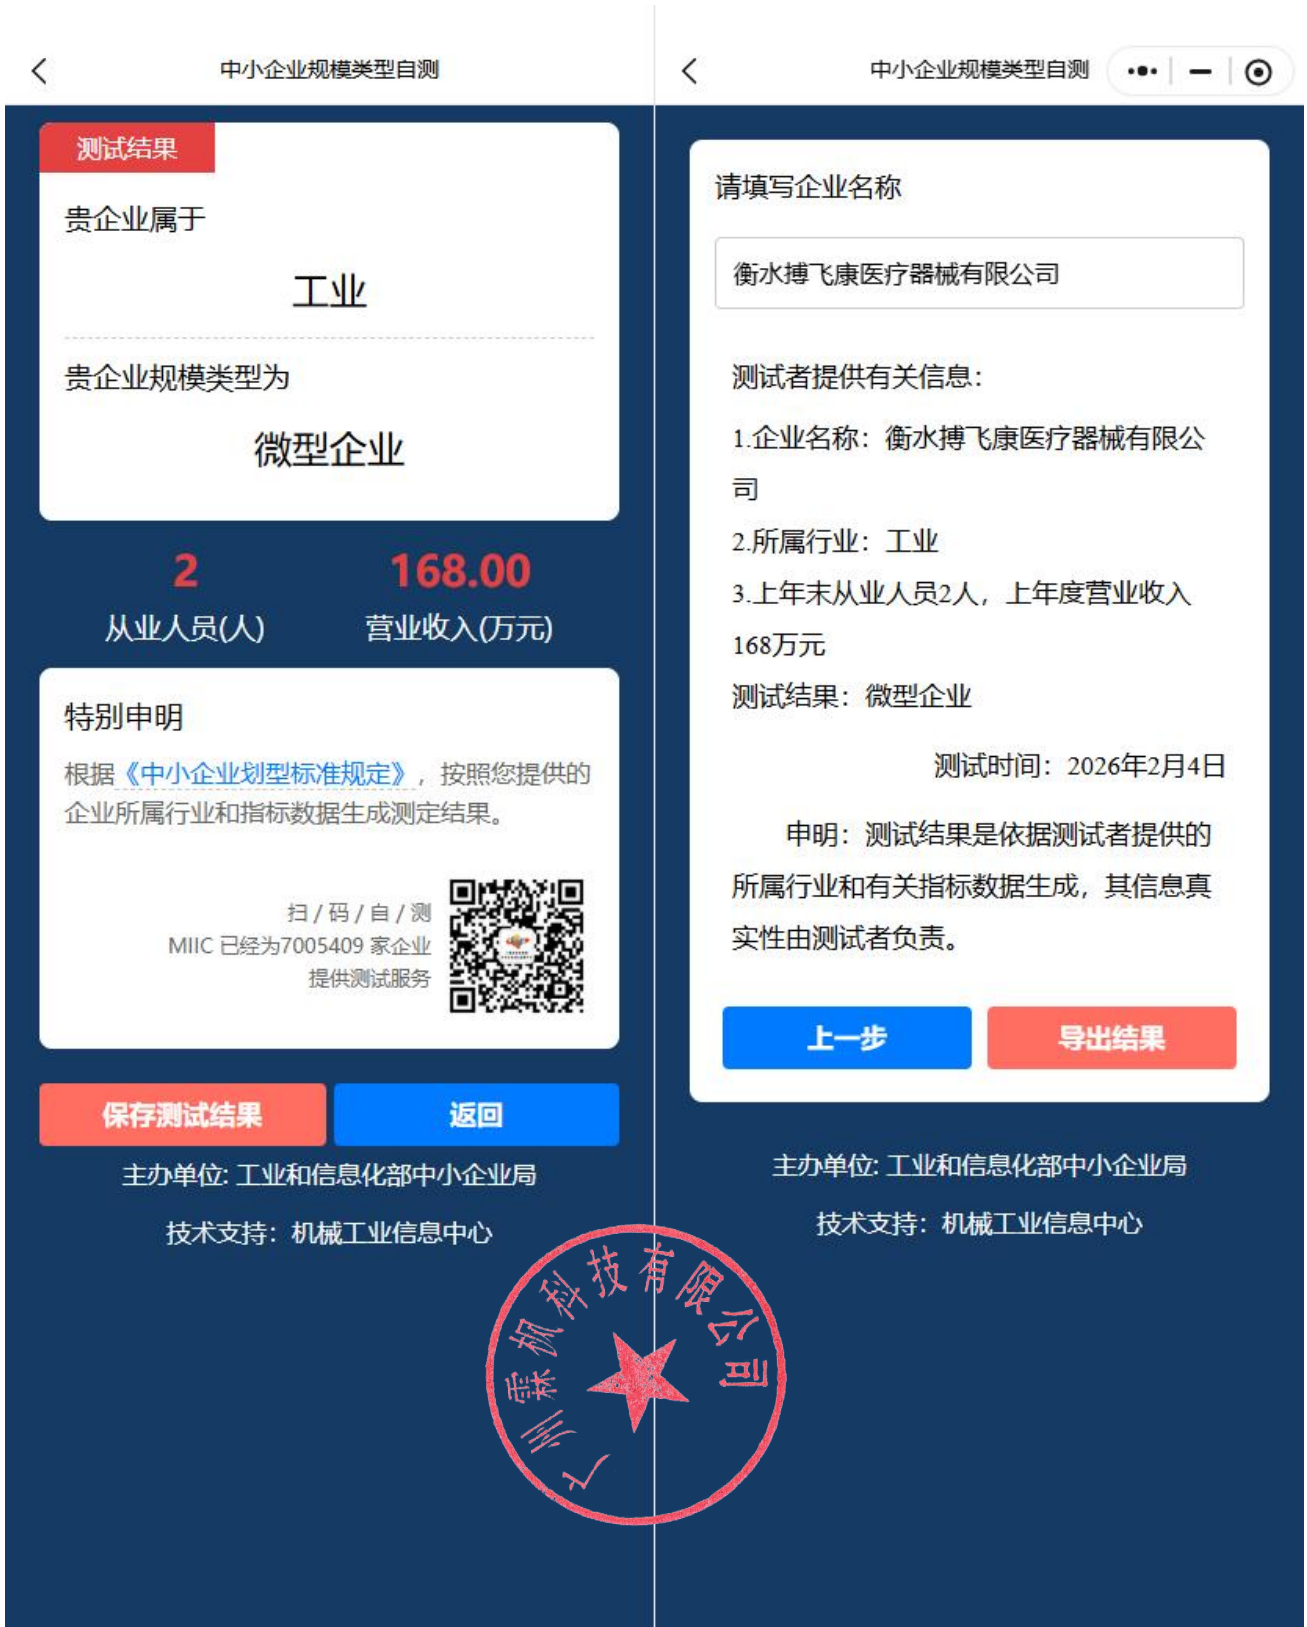 中小企业规模类型自测
测试结果
贵企业属于
工业
贵企业规模类型为
微型企业
2
168.00
从业人员(人)
营业收入(万元)
特别申明
根据《中小企业划型标准规定》，按照您提供的
企业所属行业和指标数据生成测定结果。
扫 / 码 / 自 / 测
MIIC 已经为7005409 家企业
提供测试服务
保存测试结果
返回
主办单位: 工业和信息化部中小企业局
技术支持：机械工业信息中心
中小企业规模类型自测
请填写企业名称
衡水搏飞康医疗器械有限公司
测试者提供有关信息：
1.企业名称：衡水搏飞康医疗器械有限公
司
2.所属行业：工业
3.上年末从业人员2人，上年度营业收入
168万元
测试结果：微型企业
测试时间：2026年2月4日
申明：测试结果是依据测试者提供的
所属行业和有关指标数据生成，其信息真
实性由测试者负责。
上一步
导出结果
主办单位: 工业和信息化部中小企业局
技术支持：机械工业信息中心
广州霖枫科技有限公司